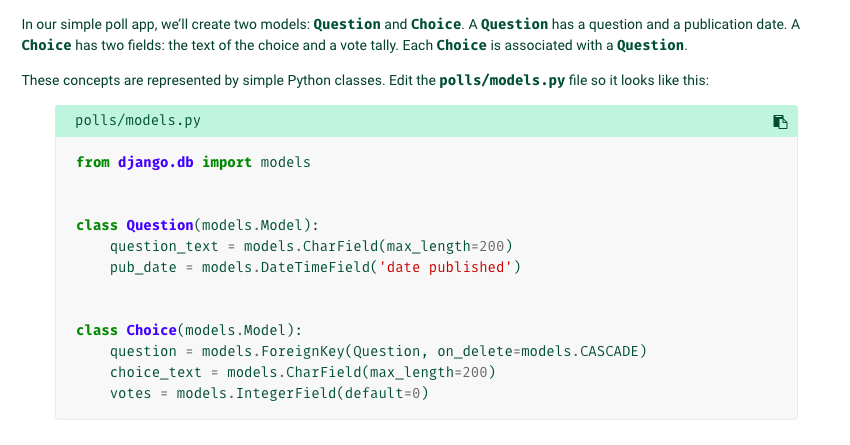 In our simple poll app, we'll create two models: Question and Choice. A Question has a question and a publication date. A
Choice has two fields: the text of the choice and a vote tally. Each Choice is associated with a Question.
These concepts are represented by simple Python classes. Edit the polls/models.py file so it looks like this:
polls/models.py
from django.db import models
class Question(models.Model):
    question_text = models.CharField(max_length=200)
    pub_date = models.DateTimeField('date published')
class Choice(models.Model):
    question = models.ForeignKey(Question, on_delete=models.CASCADE)
    choice_text = models.CharField(max_length=200)
    votes = models.IntegerField(default=0)